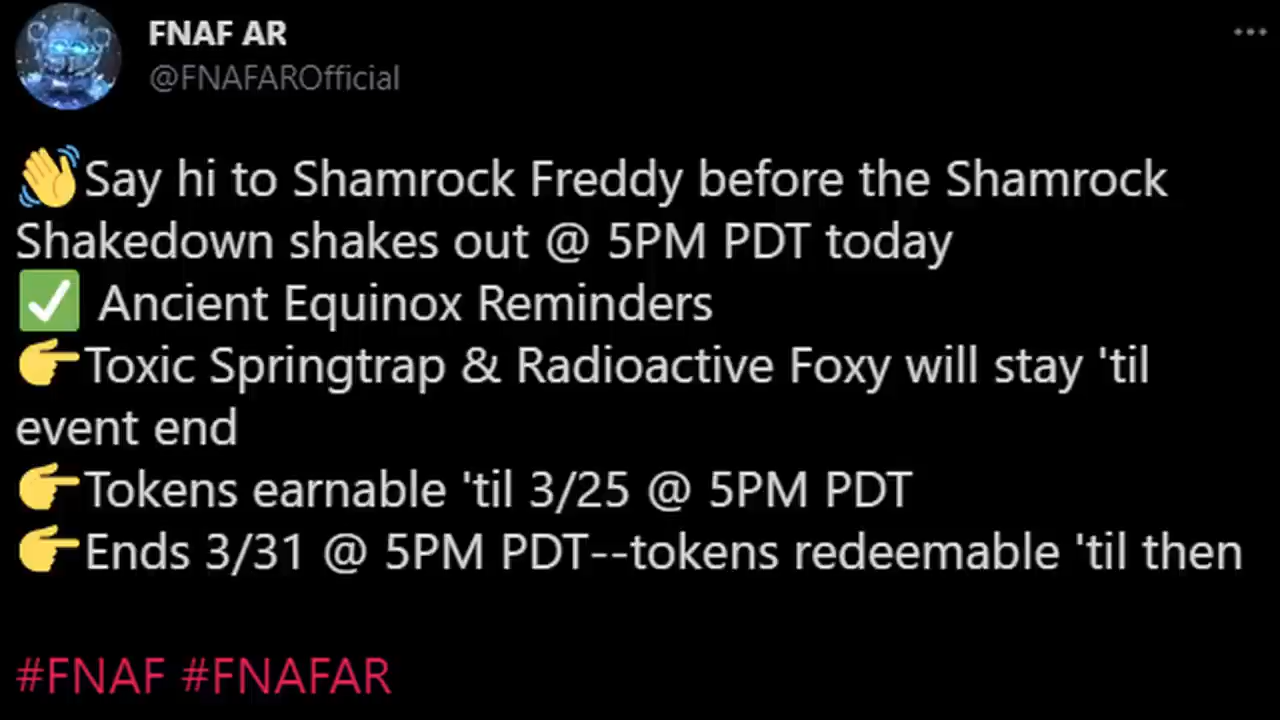 FNAF AR
@FNAFAROfficial
👋Say hi to Shamrock Freddy before the Shamrock
Shakedown shakes out @ 5PM PDT today
✅ Ancient Equinox Reminders
👉Toxic Springtrap & Radioactive Foxy will stay 'til
event end
👉Tokens earnable 'til 3/25 @ 5PM PDT
👉Ends 3/31 @ 5PM PDT--tokens redeemable 'til then
#FNAF #FNAFAR